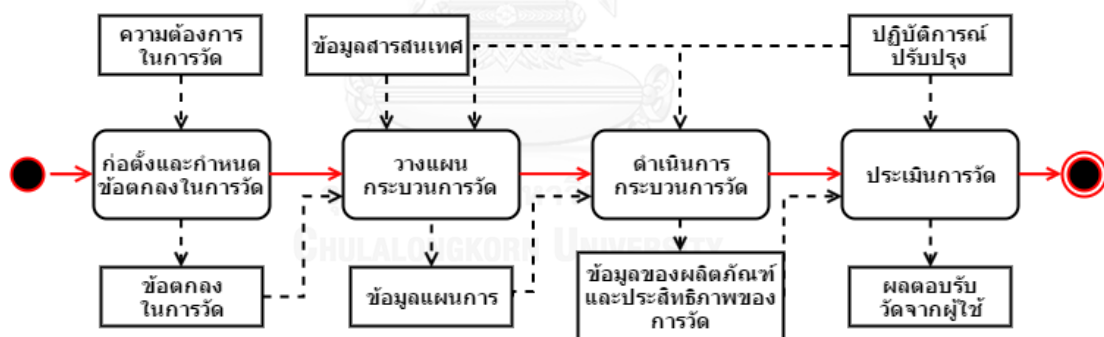 ความต้องการ
ในการวัด
ข้อมูลสารสนเทศ
ปฏิบัติการณ์
ปรับปรุง
ก่อตั้งและกำหนด
ข้อตกลงในการวัด
วางแผน
กระบวนการวัด
ดำเนินการ
กระบวนการวัด
ประเมินการวัด
CHULALONGKORN UNIVERSITY
ข้อตกลง
ในการวัด
ข้อมูลแผนการ
ข้อมูลของผลิตภัณฑ์
และประสิทธิภาพของ
การวัด
ผลตอบรับ
วัดจากผู้ใช้